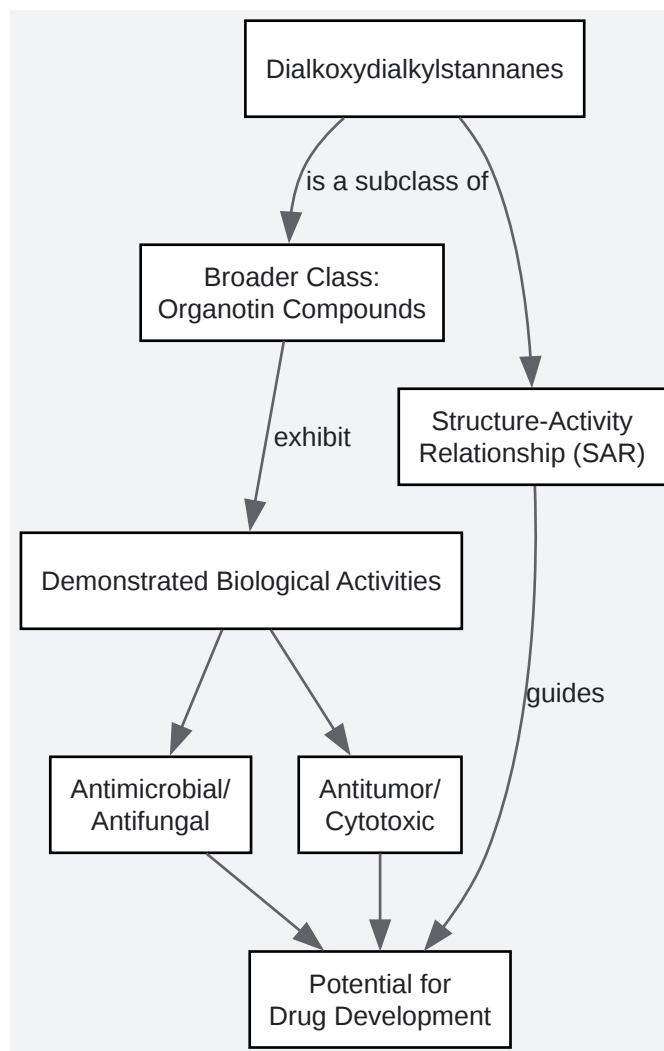 Dialkoxydialkylstannanes
is a subclass of
Broader Class:
Organotin Compounds
Structure-Activity
Relationship (SAR)
exhibit
Demonstrated Biological Activities
guides
Antimicrobial/
Antifungal
Antitumor/
Cytotoxic
Potential for
Drug Development